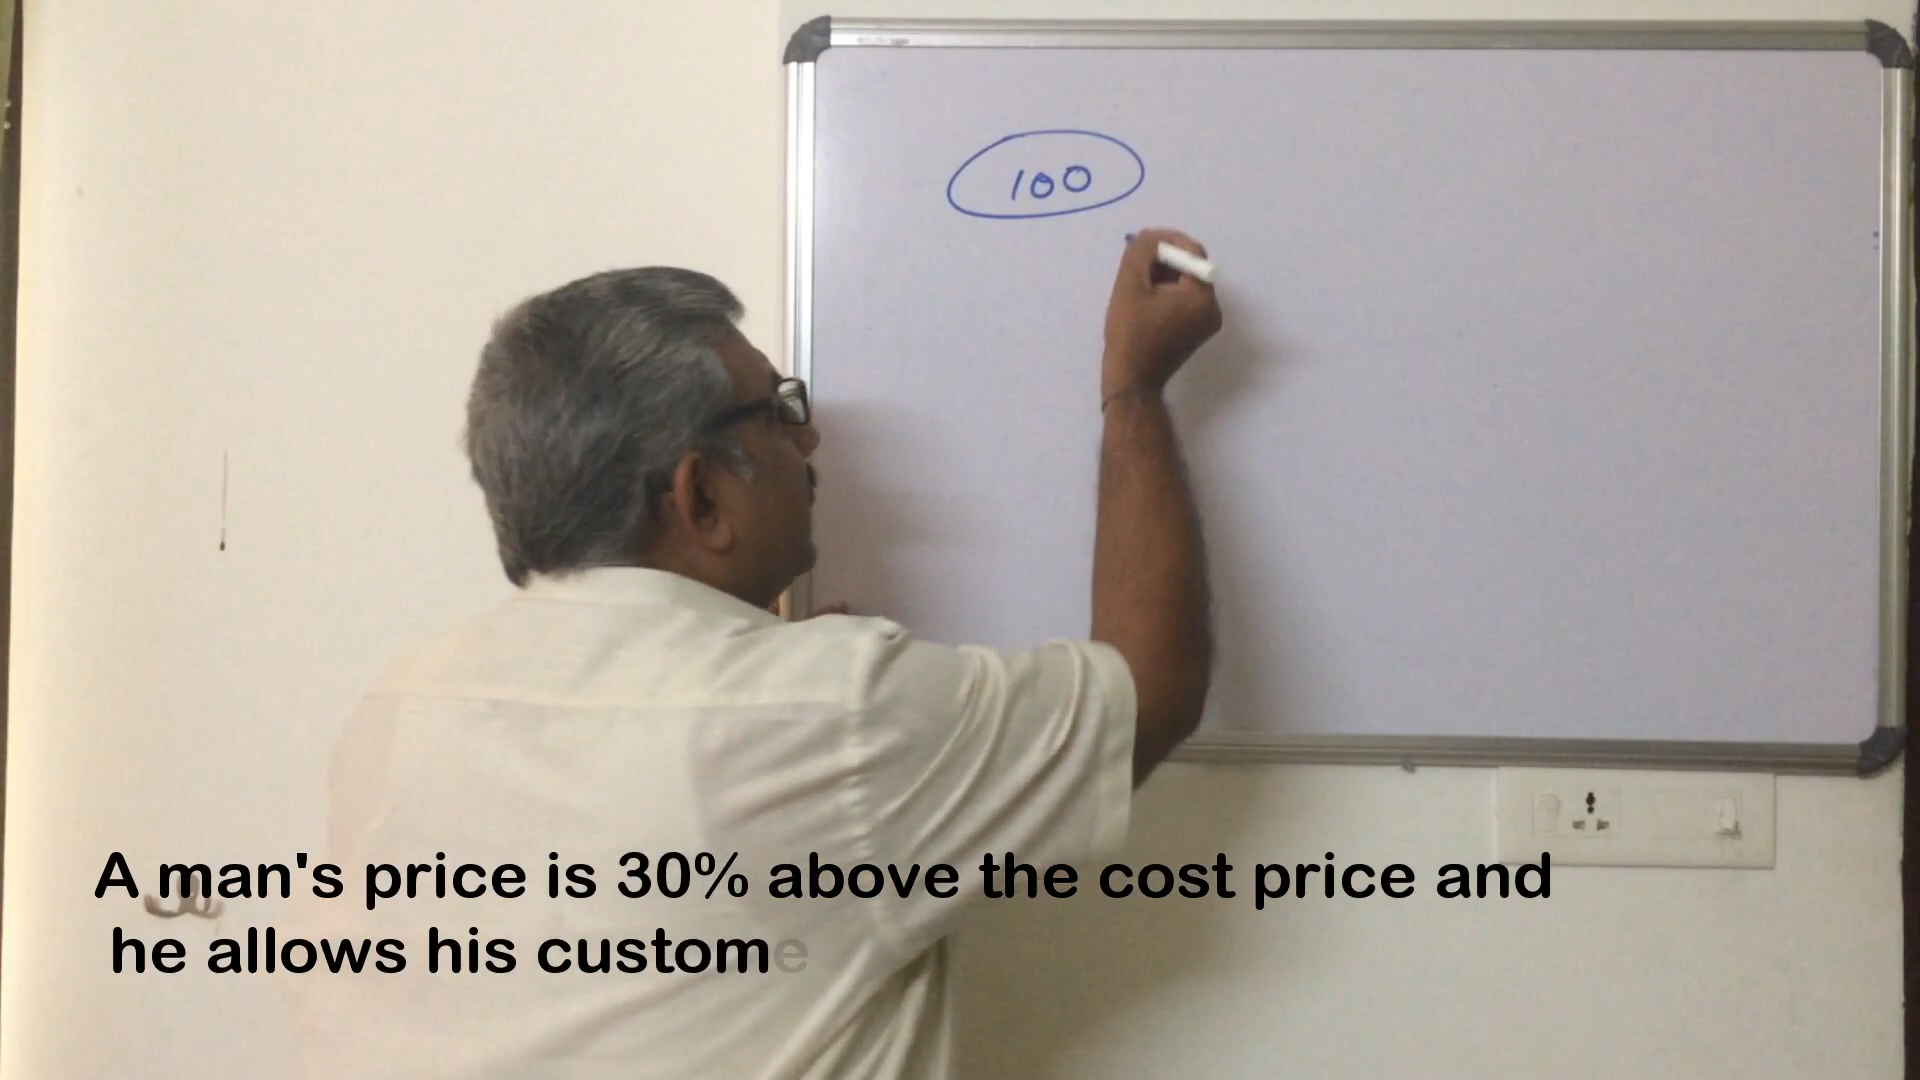 100
A man's price is 30% above the cost price and
he allows his custome